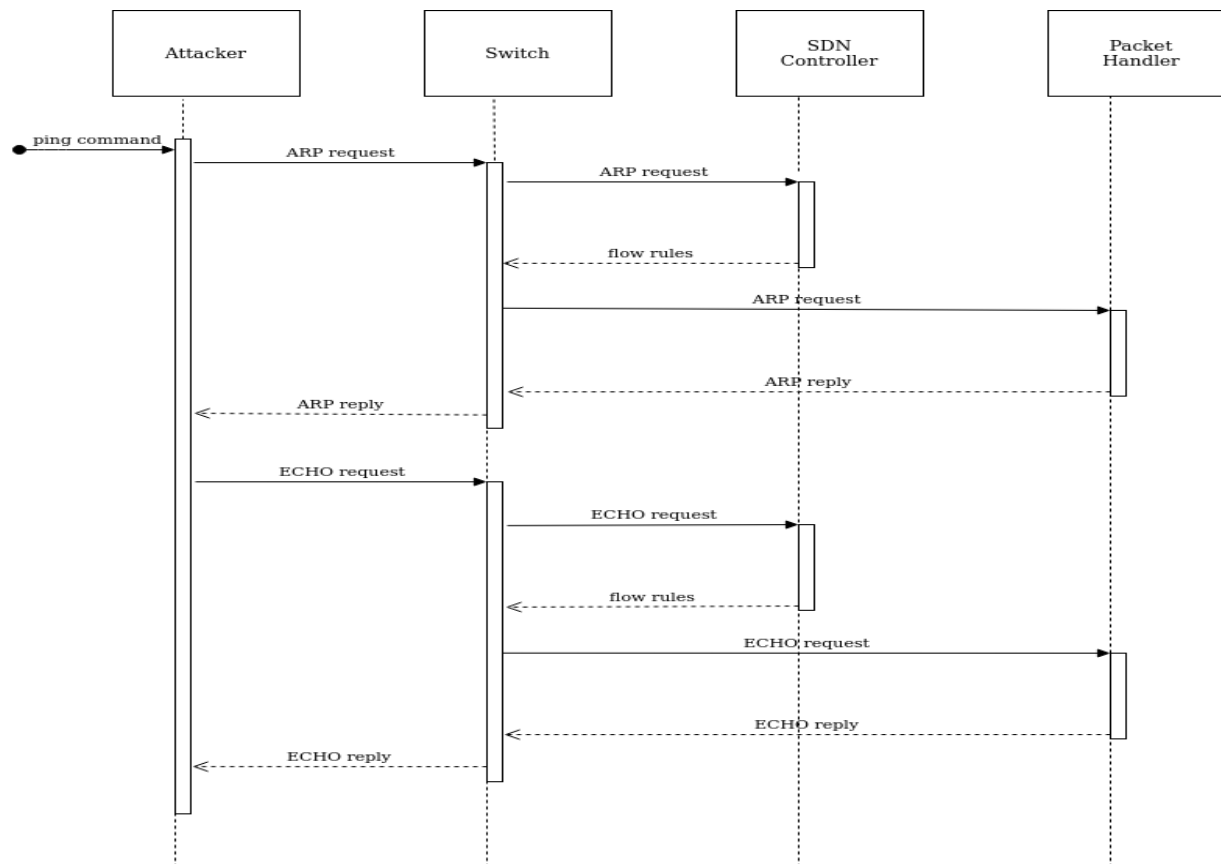 Attacker
Switch
SDN
Controller
Packet
Handler
ping command
ARP request
ARP request
flow rules
ARP request
ARP reply
ARP reply
ECHO request
ECHO request
flow rules
ECHO request
ECHO reply
ECHO reply